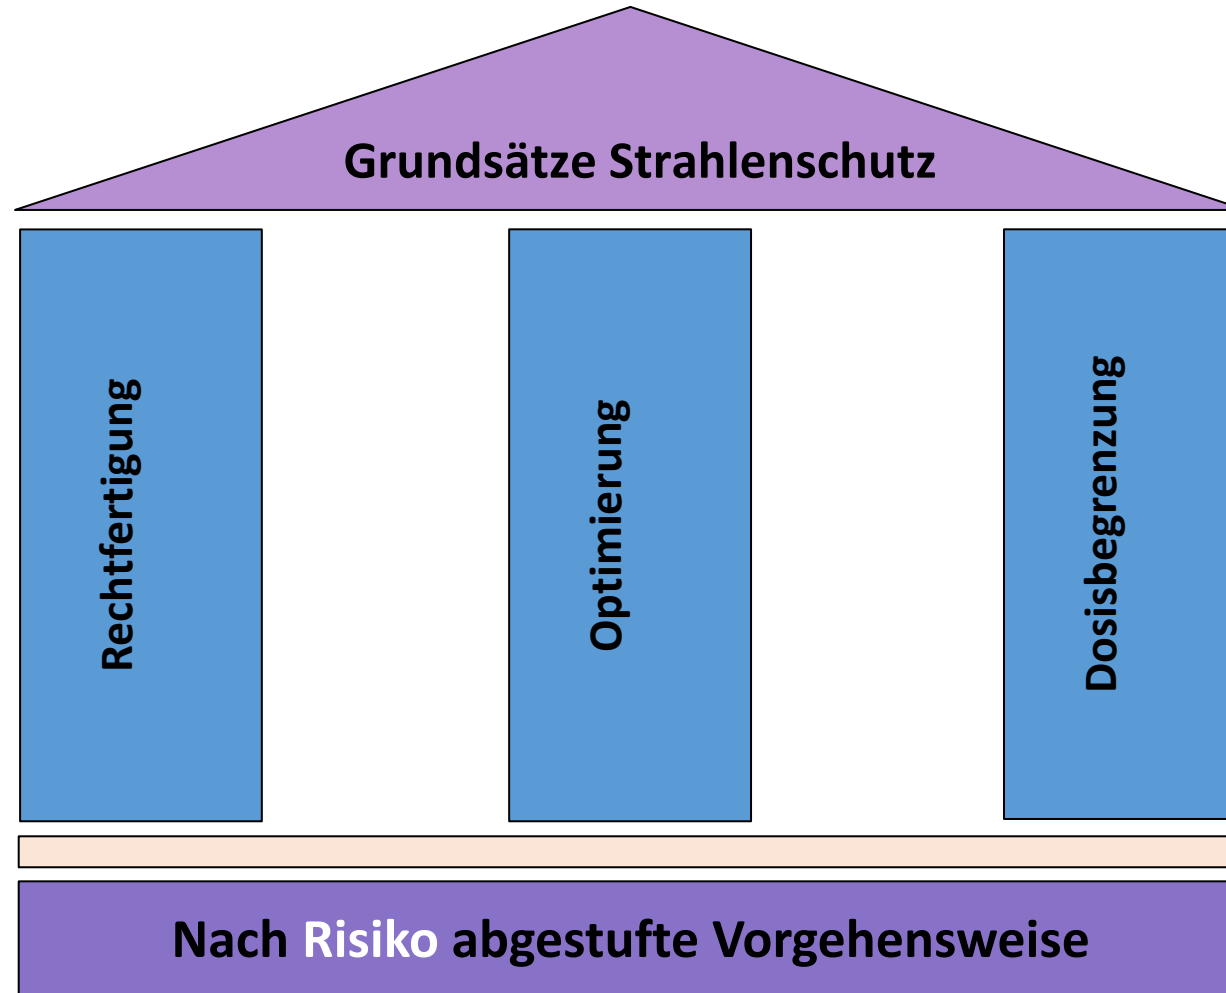 Grundsätze Strahlenschutz
Rechtfertigung
Optimierung
Dosisbegrenzung
Nach Risiko abgestufte Vorgehensweise